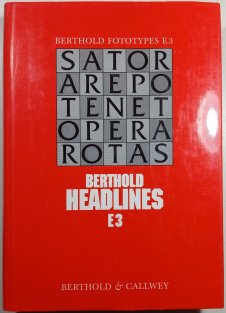 BERTHOLD FOTOTYPES E3
SATOR
AREPO
TENET
OPERA
ROTAS
BERTHOLD
HEADLINES
E3
BERTHOLD & CALLWEY